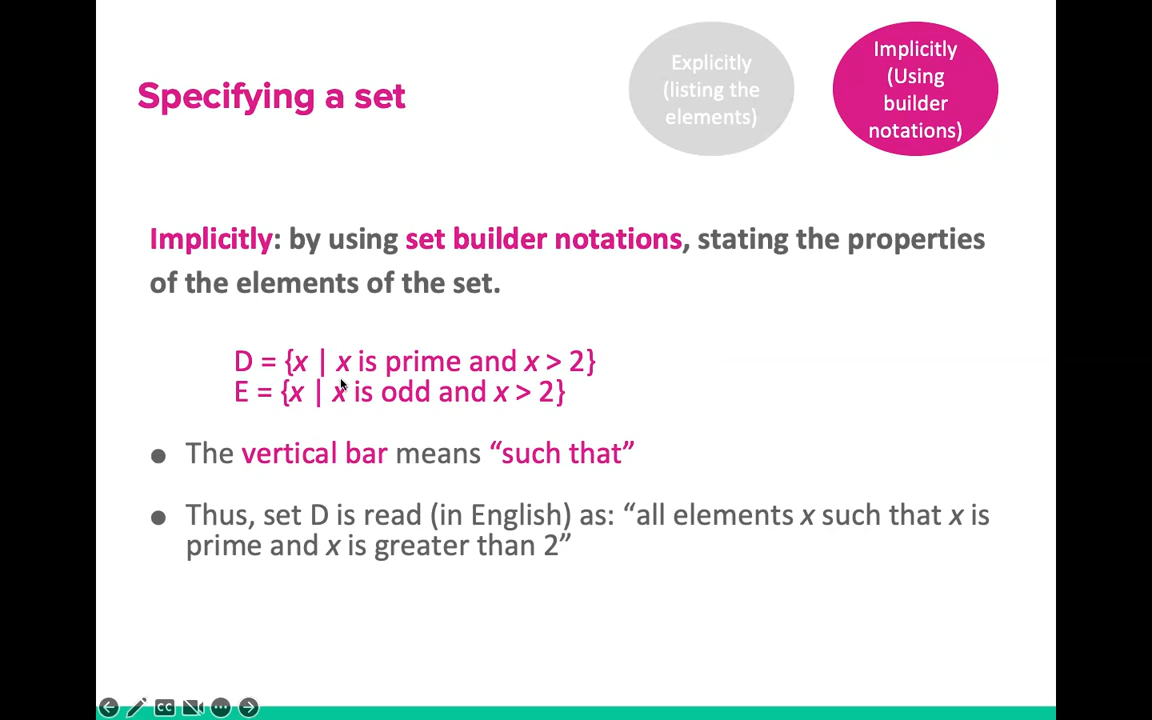 Specifying a set
Explicitly
(listing the
elements)
Implicitly
(Using
builder
notations)
Implicitly: by using set builder notations, stating the properties
of the elements of the set.
D = {x | x is prime and x > 2}
E = {x | x is odd and x > 2}
● The vertical bar means “such that”
● Thus, set D is read (in English) as: “all elements x such that x is
prime and x is greater than 2”
CC